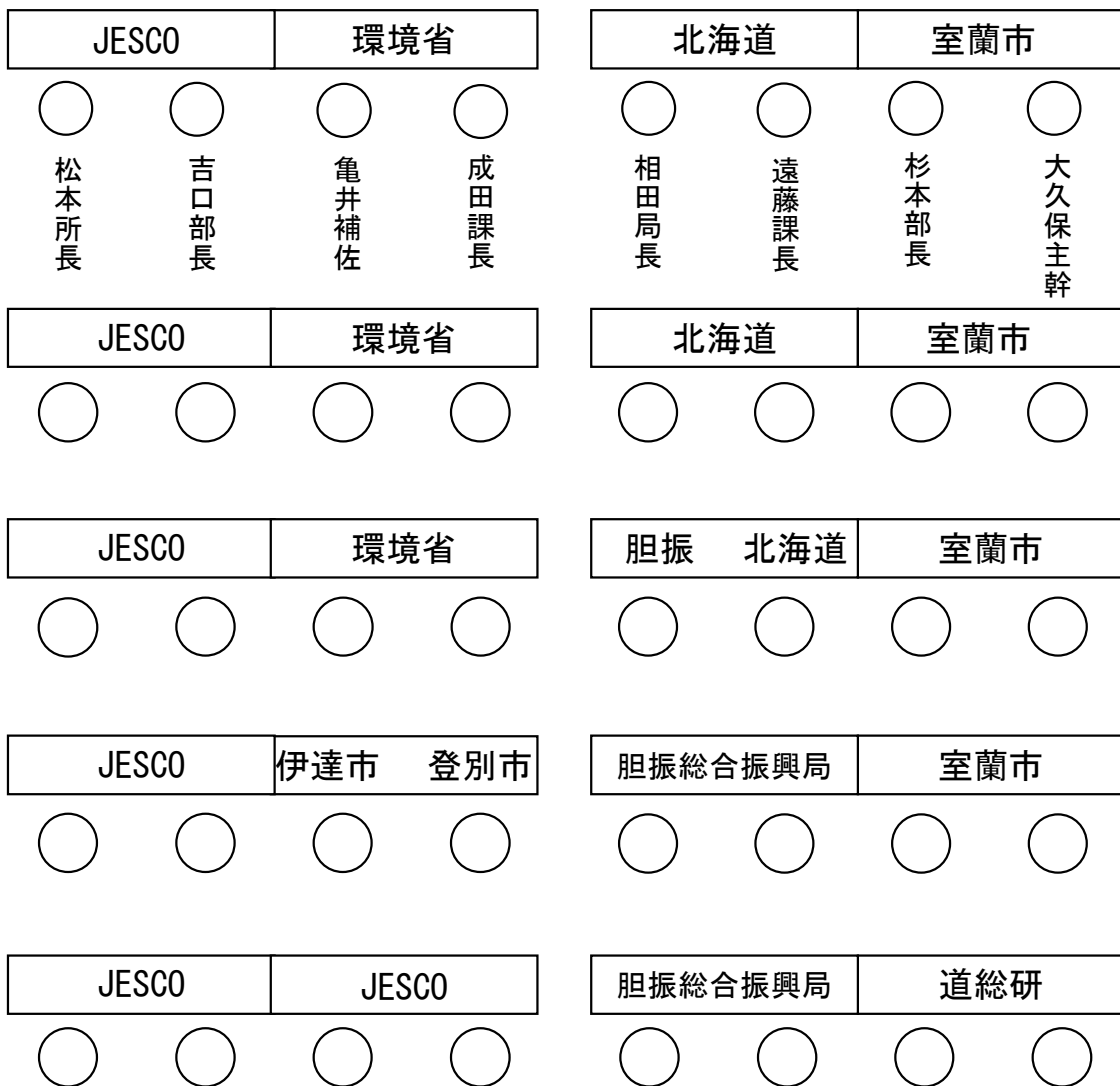 JESCO 環境省 北海道 室蘭市
松本所長 吉口部長 亀井補佐 成田課長 相田局長 遠藤課長 杉本部長 大久保主幹
JESCO 環境省 北海道 室蘭市
JESCO 環境省 胆振 北海道 室蘭市
JESCO 伊達市 登別市 胆振総合振興局 室蘭市
JESCO JESCO 胆振総合振興局 道総研